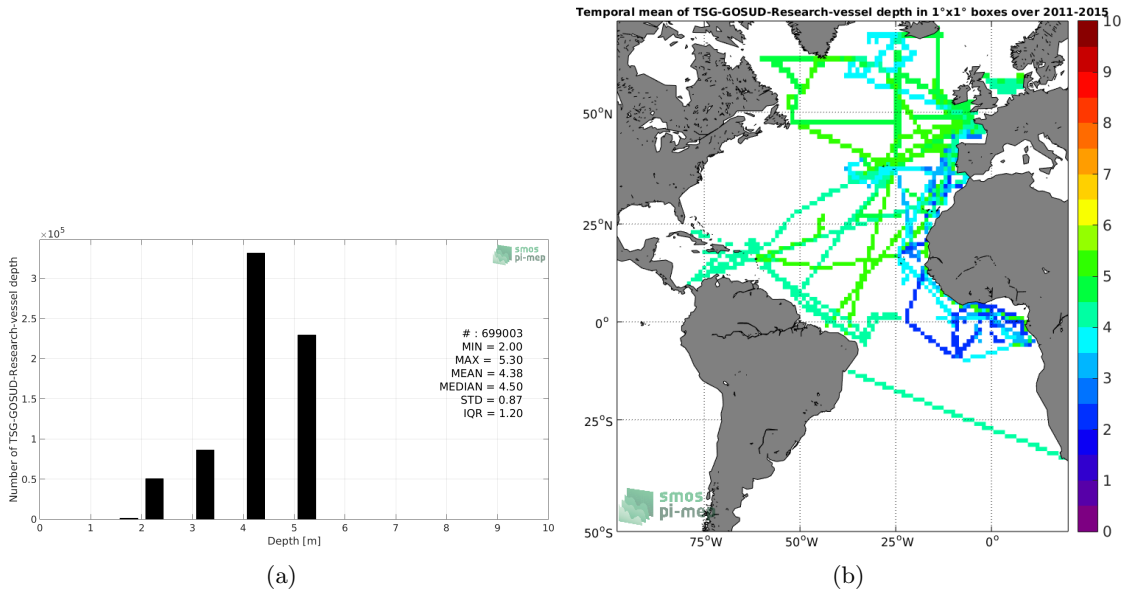 ×10⁵
Number of TSG-GOSUD-Research-vessel depth
3
2.5
2
1.5
1
0.5
0
0 1 2 3 4 5 6 7 8 9 10
Depth [m]
smos
pi-mep
# : 699003
MIN = 2.00
MAX = 5.30
MEAN = 4.38
MEDIAN = 4.50
STD = 0.87
IQR = 1.20
(a)
Temporal mean of TSG-GOSUD-Research-vessel depth in 1°x1° boxes over 2011-2015
50°N
25°N
0°
25°S
50°S
75°W 50°W 25°W 0°
smos
pi-mep
10
9
8
7
6
5
4
3
2
1
0
(b)